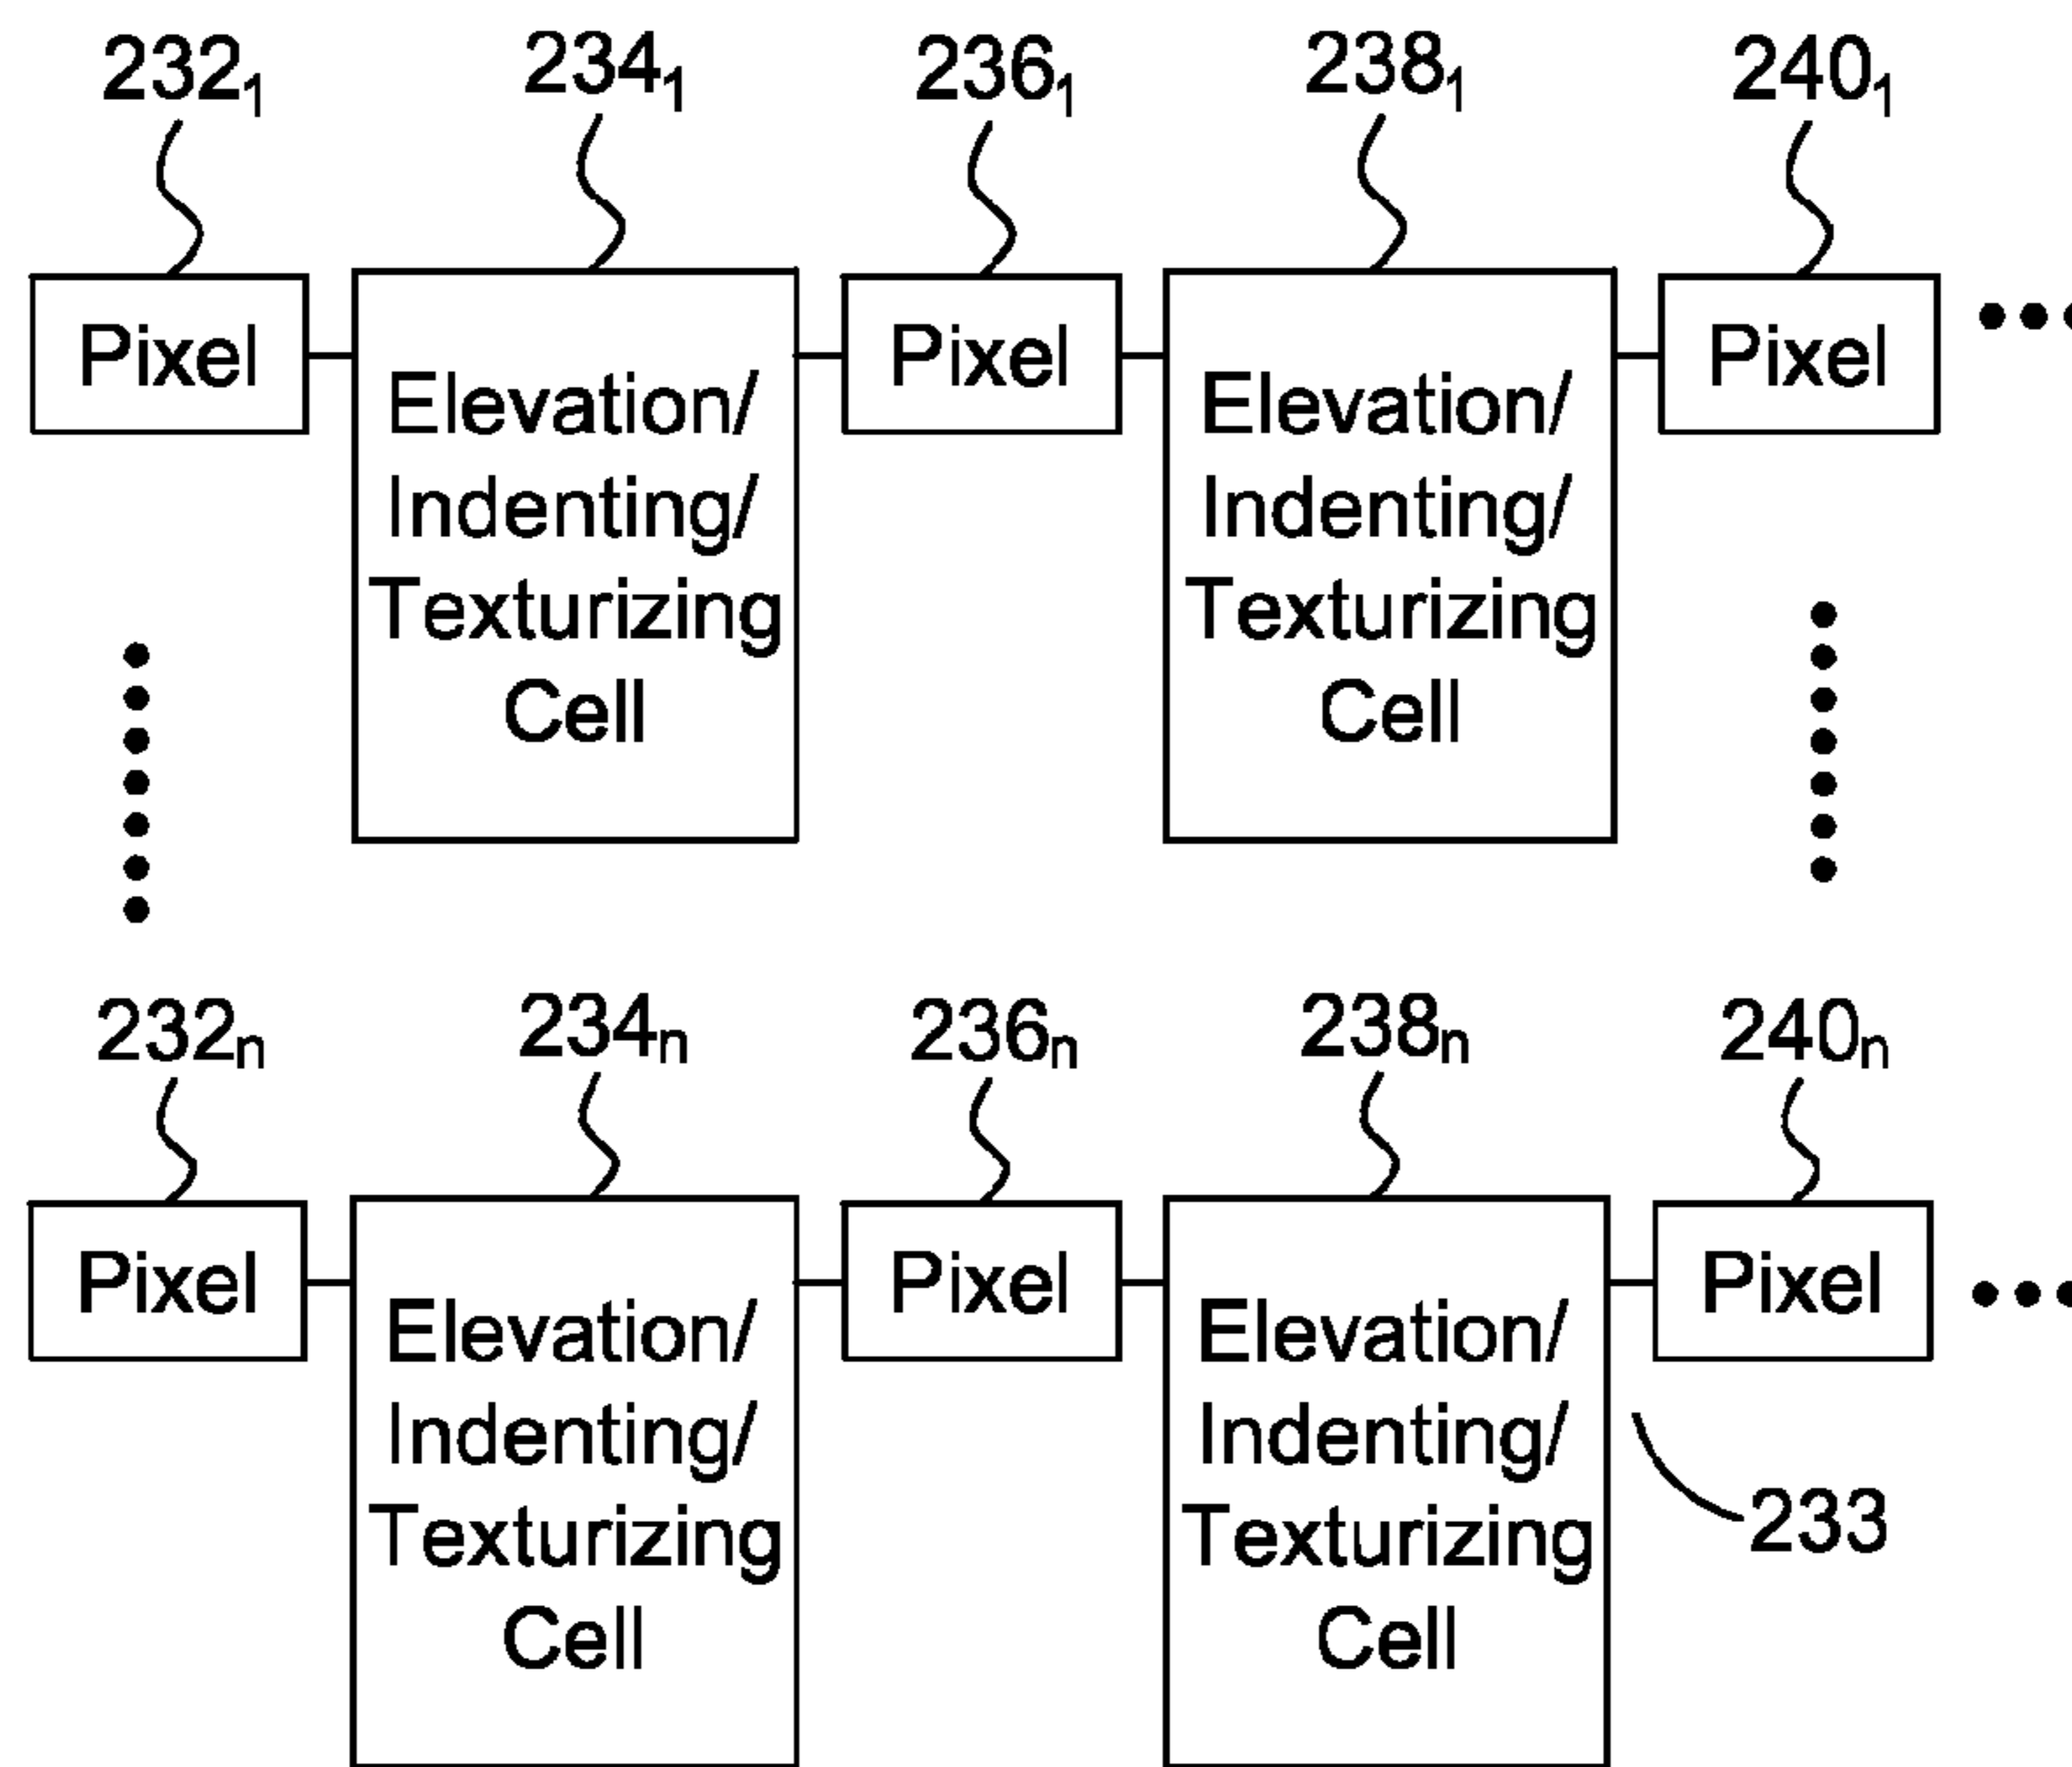 232₁ 234₁ 236₁ 238₁ 240₁
Pixel Pixel Pixel
Elevation/ Elevation/
Indenting/ Indenting/
Texturizing Texturizing
Cell Cell
232ₙ 234ₙ 236ₙ 238ₙ 240ₙ
Pixel Pixel Pixel
Elevation/ Elevation/
Indenting/ Indenting/
Texturizing Texturizing
233
Cell Cell